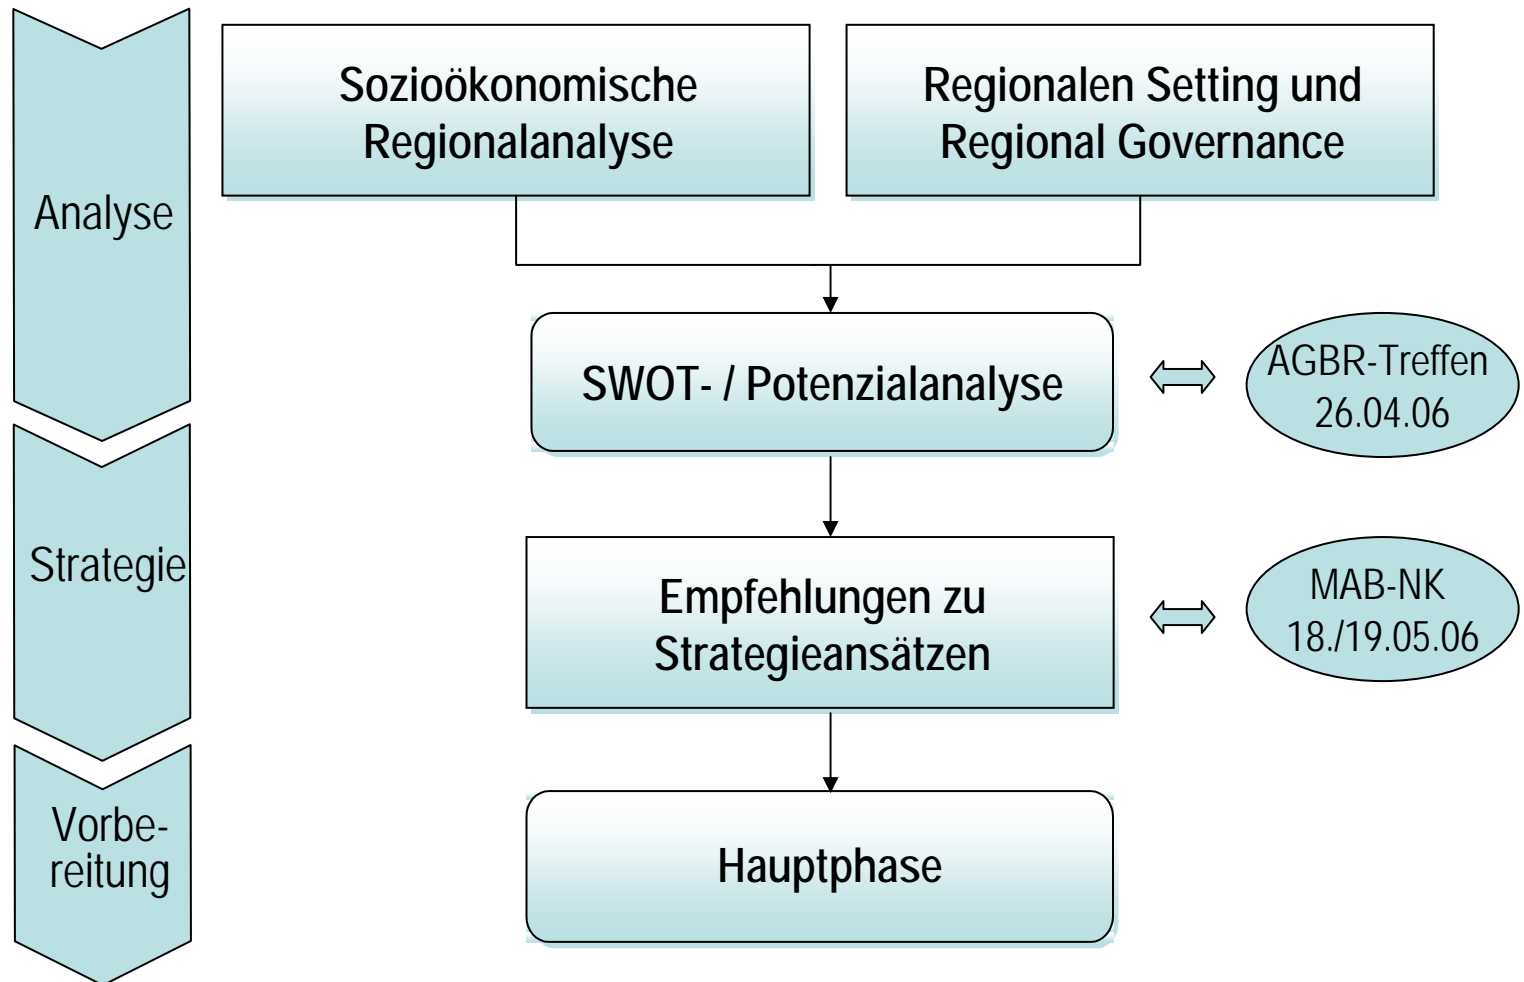 Sozioökonomische
Regionalanalyse
Regionalen Setting und
Regional Governance
Analyse
SWOT- / Potenzialanalyse
AGBR-Treffen
26.04.06
Strategie
Empfehlungen zu
Strategieansätzen
MAB-NK
18./19.05.06
Vorbe-
reitung
Hauptphase